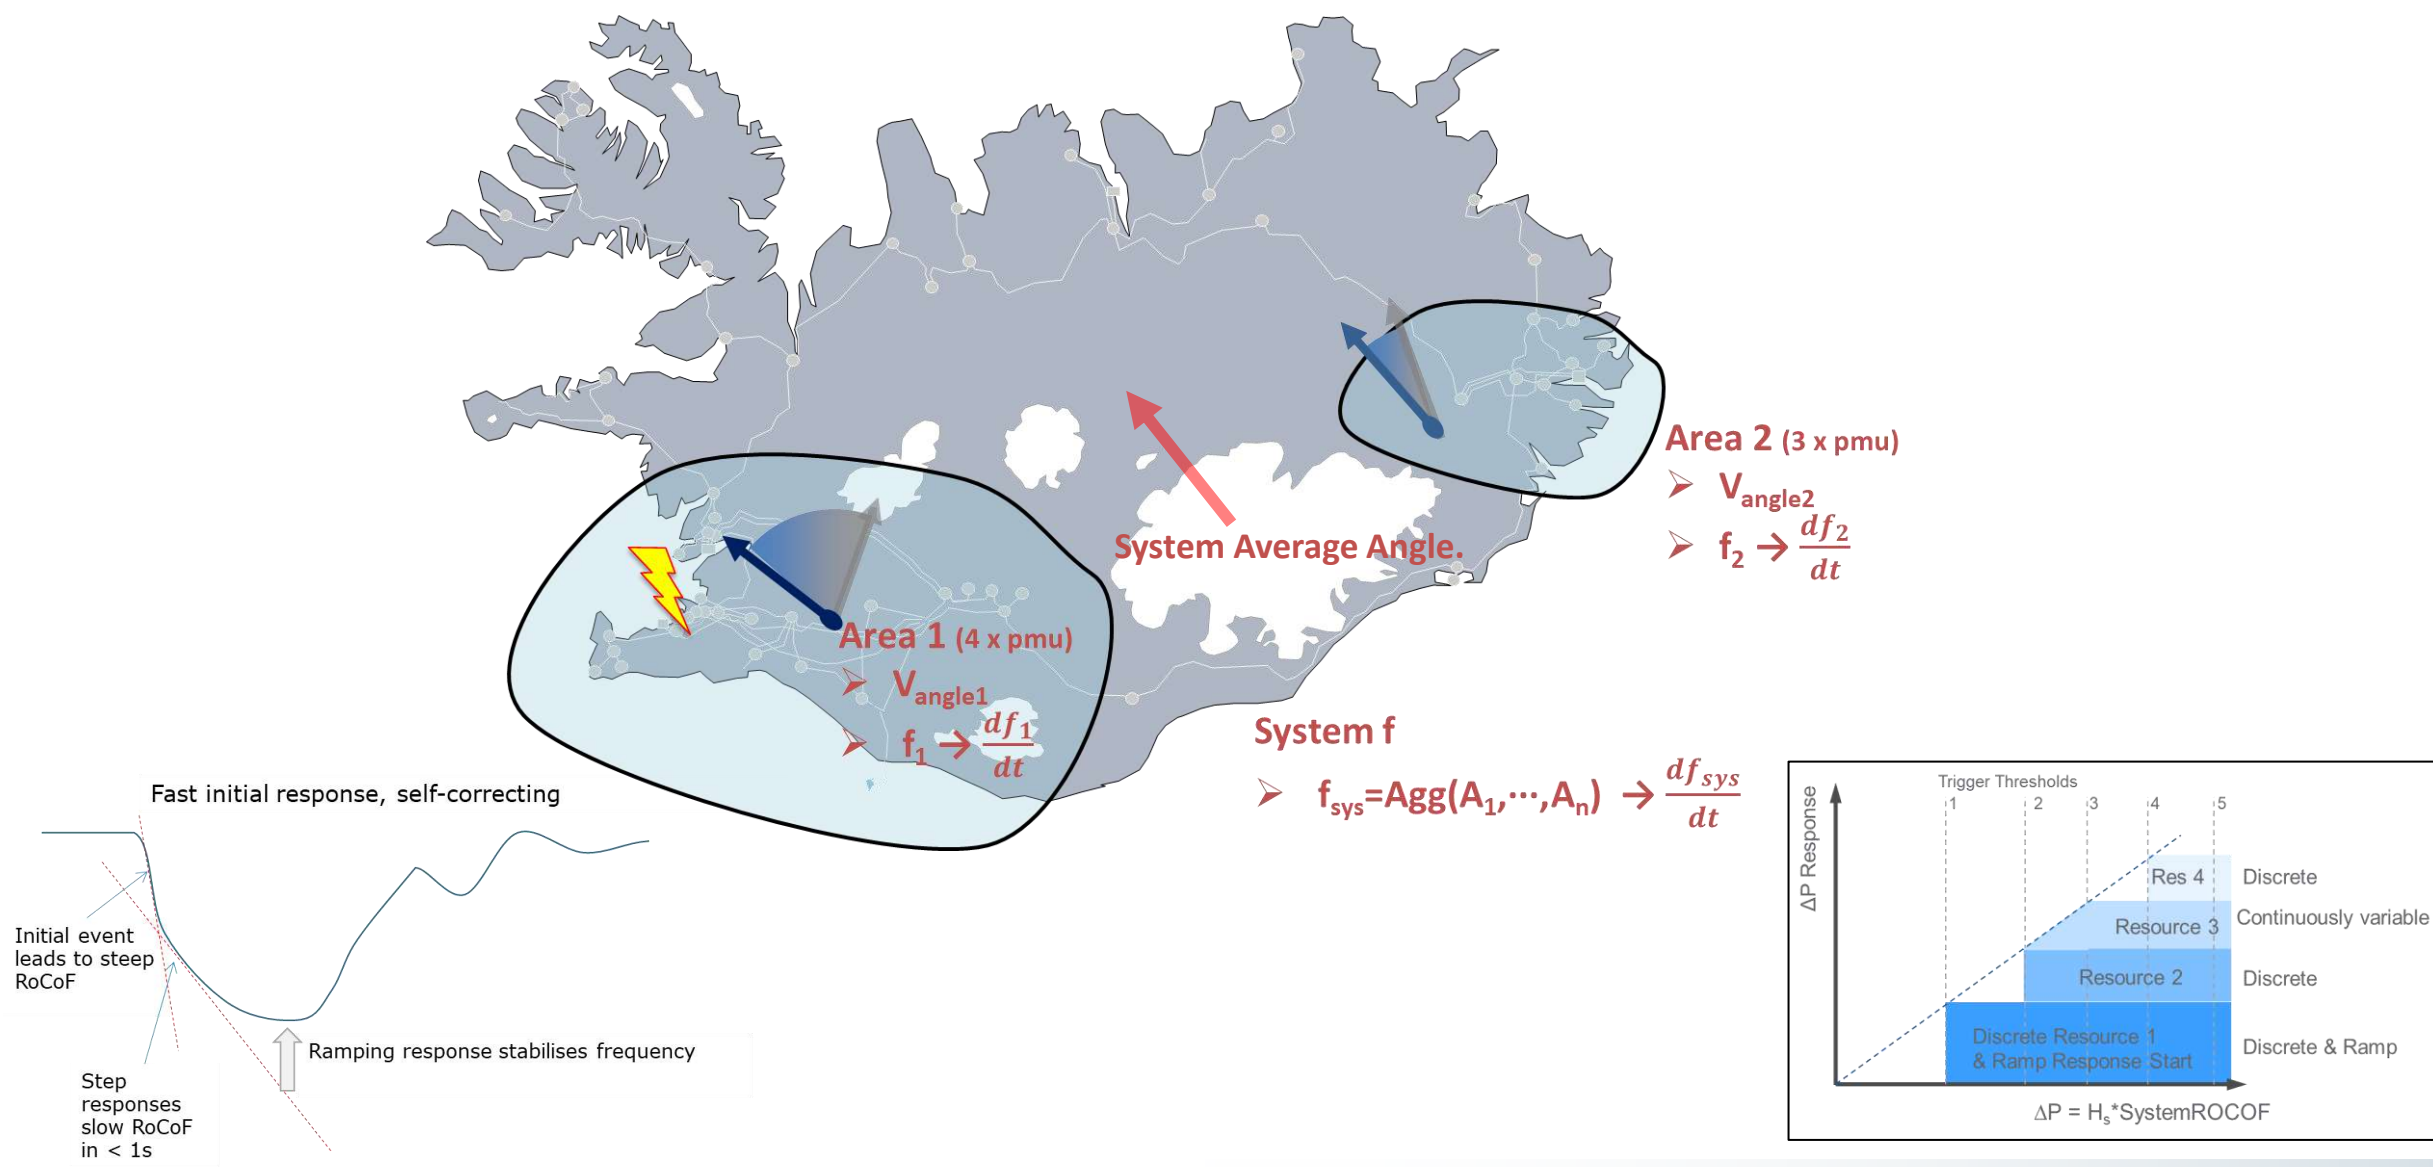 Area 2 (3 x pmu)
➢ Vangle2
➢ f2 → df2/dt
System Average Angle.
Area 1 (4 x pmu)
➢ Vangle1
➢ f1 → df1/dt
System f
➢ fsys=Agg(A1,···,An) → dfsys/dt
Fast initial response, self-correcting
Initial event
leads to steep
RoCoF
Ramping response stabilises frequency
Step
responses
slow RoCoF
in < 1s
Trigger Thresholds
1 2 3 4 5
ΔP Response
Res 4 Discrete
Resource 3 Continuously variable
Resource 2 Discrete
Discrete Resource 1
& Ramp Response Start
Discrete & Ramp
ΔP = Hs*SystemROCOF